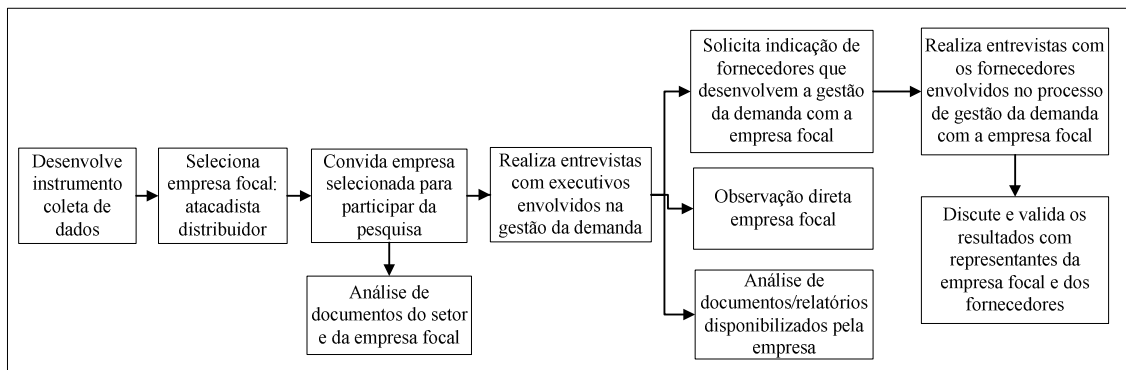 Desenvolve
instrumento
coleta de
dados
Seleciona
empresa focal:
atacadista
distribuidor
Convida empresa
selecionada para
participar da
pesquisa
Análise de
documentos do setor
e da empresa focal
Realiza entrevistas
com executivos
envolvidos na
gestão da demanda
Solicita indicação de
fornecedores que
desenvolvem a gestão
da demanda com a
empresa focal
Observação direta
empresa focal
Análise de
documentos/relatórios
disponibilizados pela
empresa
Realiza entrevistas com
os fornecedores
envolvidos no processo
de gestão da demanda
com a empresa focal
Discute e valida os
resultados com
representantes da
empresa focal e dos
fornecedores